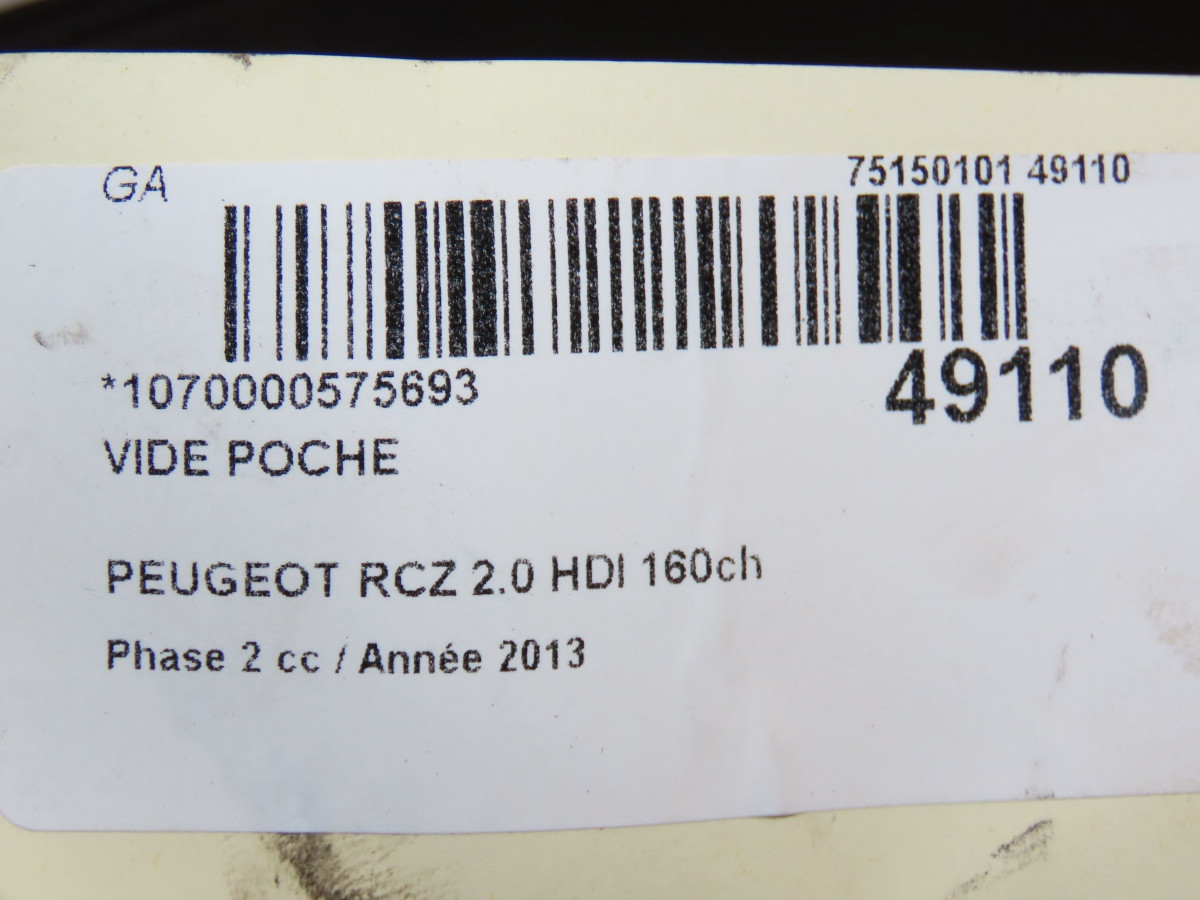 GA
75150101 49110
*1070000575693
49110
VIDE POCHE
PEUGEOT RCZ 2.0 HDI 160ch
Phase 2 cc / Année 2013